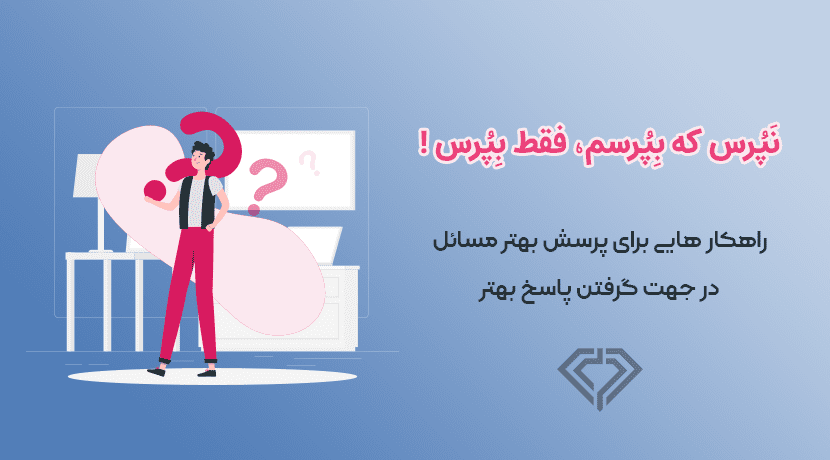 نَپُرس که بِپُرسم، فقط بِپُرس !
راهکار هایی برای پرسش بهتر مسائل
در جهت گرفتن پاسخ بهتر